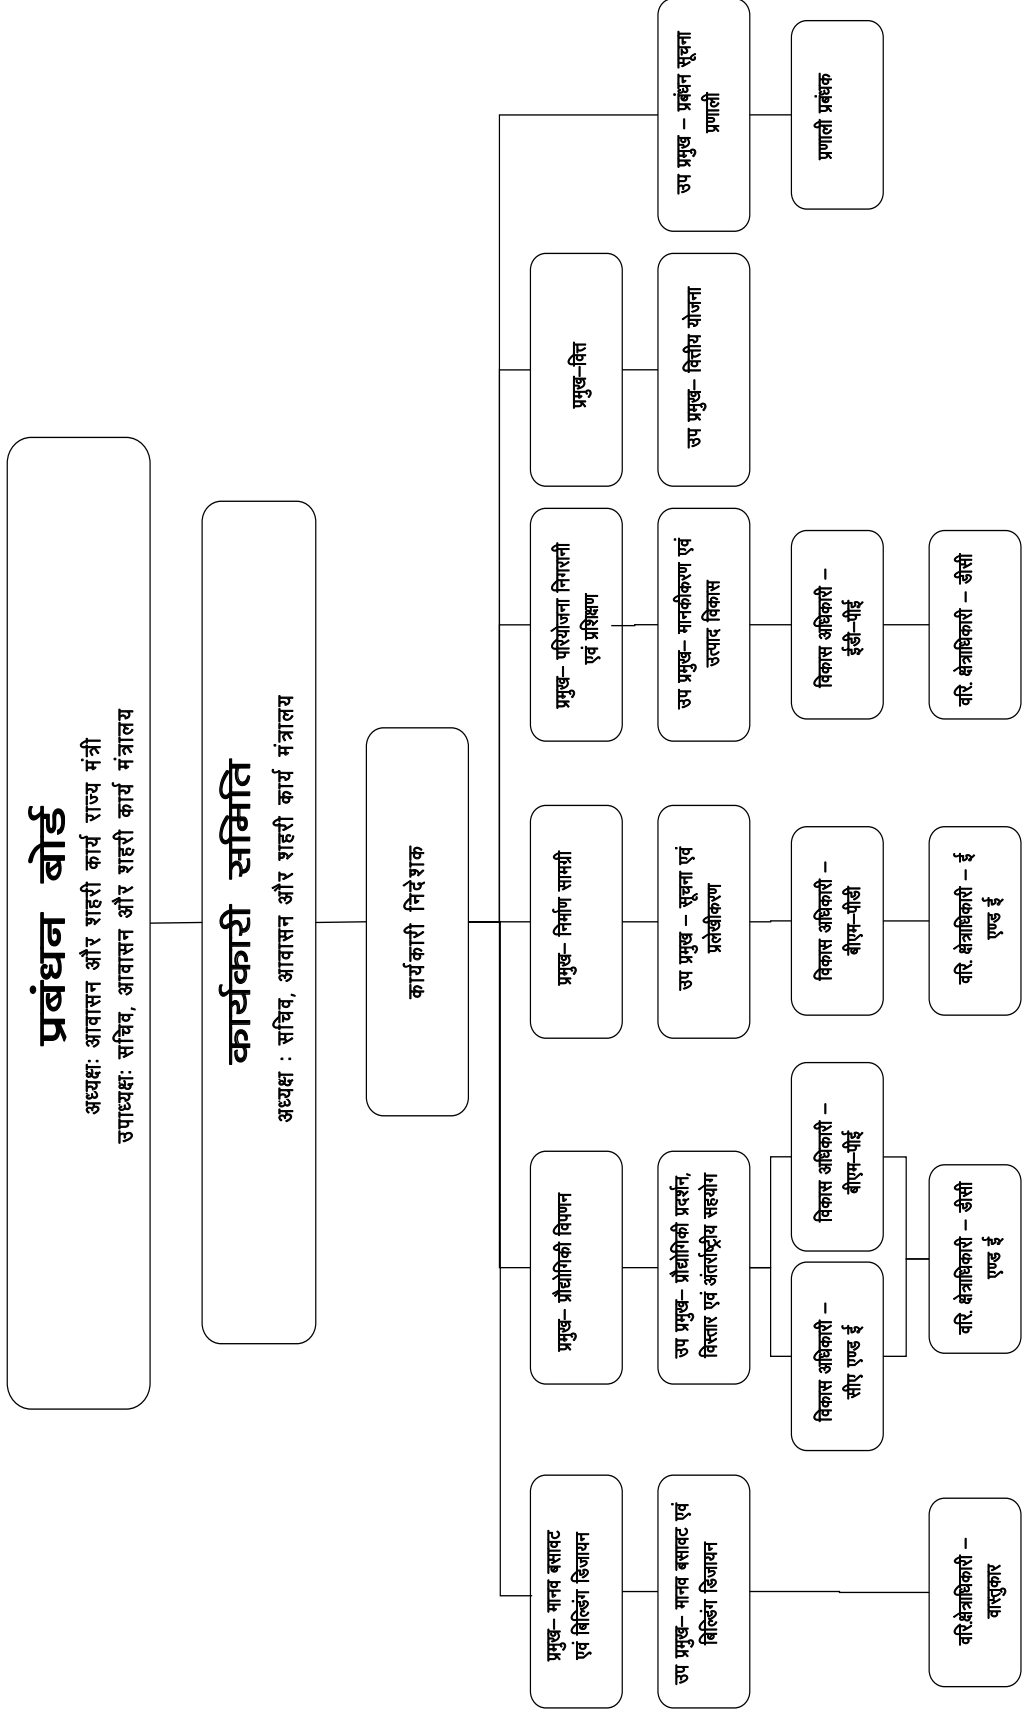 प्रबंधन बोर्ड
अध्यक्षः आवासन और शहरी कार्य राज्य मंत्री
उपाध्यक्षः सचिव, आवासन और शहरी कार्य मंत्रालय
कार्यकारी समिति
अध्यक्ष : सचिव, आवासन और शहरी कार्य मंत्रालय
कार्यकारी निदेशक
प्रमुख– मानव बसावट
एवं बिल्डिंग डिजायन
प्रमुख– प्रौद्योगिकी विपणन
प्रमुख– निर्माण सामग्री
प्रमुख– परियोजना निगरानी
एवं प्रशिक्षण
प्रमुख–वित्त
उप प्रमुख– मानव बसावट एवं
बिल्डिंग डिजायन
उप प्रमुख– प्रौद्योगिकी प्रदर्शन,
विस्तार एवं अंतर्राष्ट्रीय सहयोग
उप प्रमुख – सूचना एवं
प्रलेखीकरण
उप प्रमुख– मानकीकरण एवं
उत्पाद विकास
उप प्रमुख– वित्तीय योजना
उप प्रमुख – प्रबंधन सूचना
प्रणाली
विकास अधिकारी –
सीए एण्ड ई
विकास अधिकारी –
बीएम–पीई
विकास अधिकारी –
बीएम–पीडी
विकास अधिकारी –
ईडी–पीई
प्रणाली प्रबंधक
वरि.क्षेत्राधिकारी –
वास्तुकार
वरि. क्षेत्राधिकारी – डीसी
एण्ड ई
वरि. क्षेत्राधिकारी – ई
एण्ड ई
वरि. क्षेत्राधिकारी – डीसी